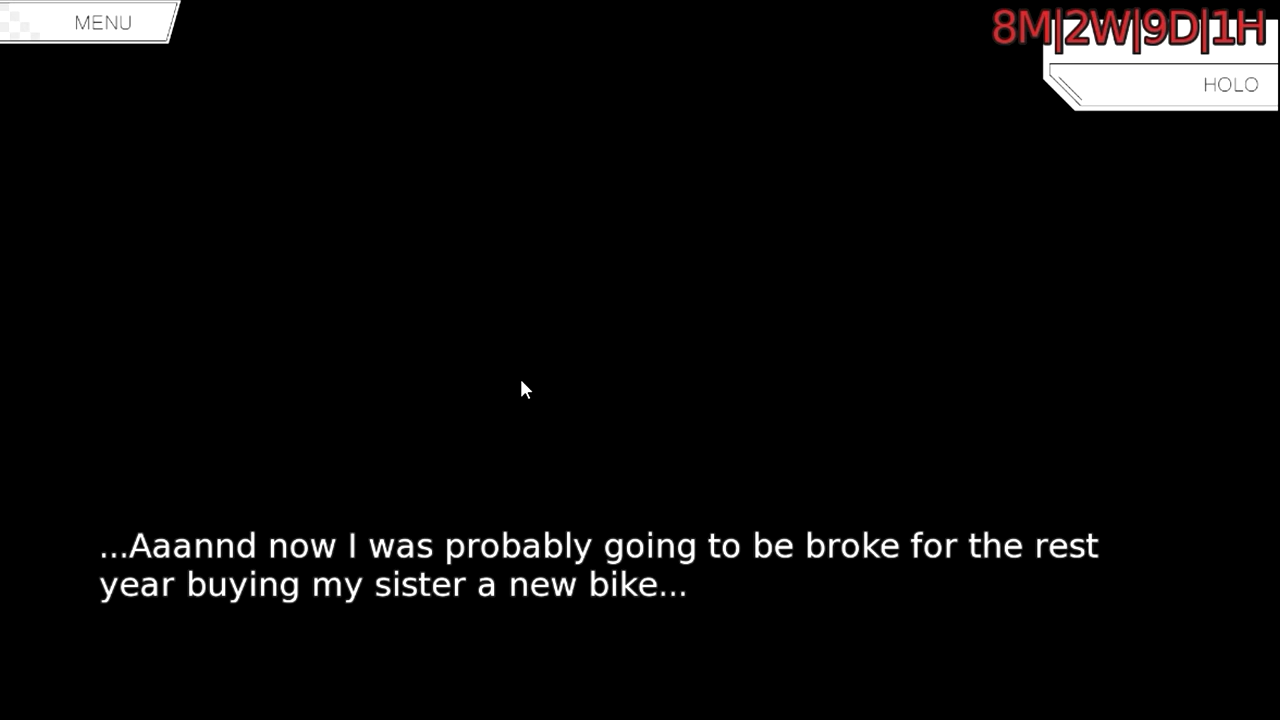 MENU
8M|2W|9D|1H
HOLO
...Aaannd now I was probably going to be broke for the rest
year buying my sister a new bike...